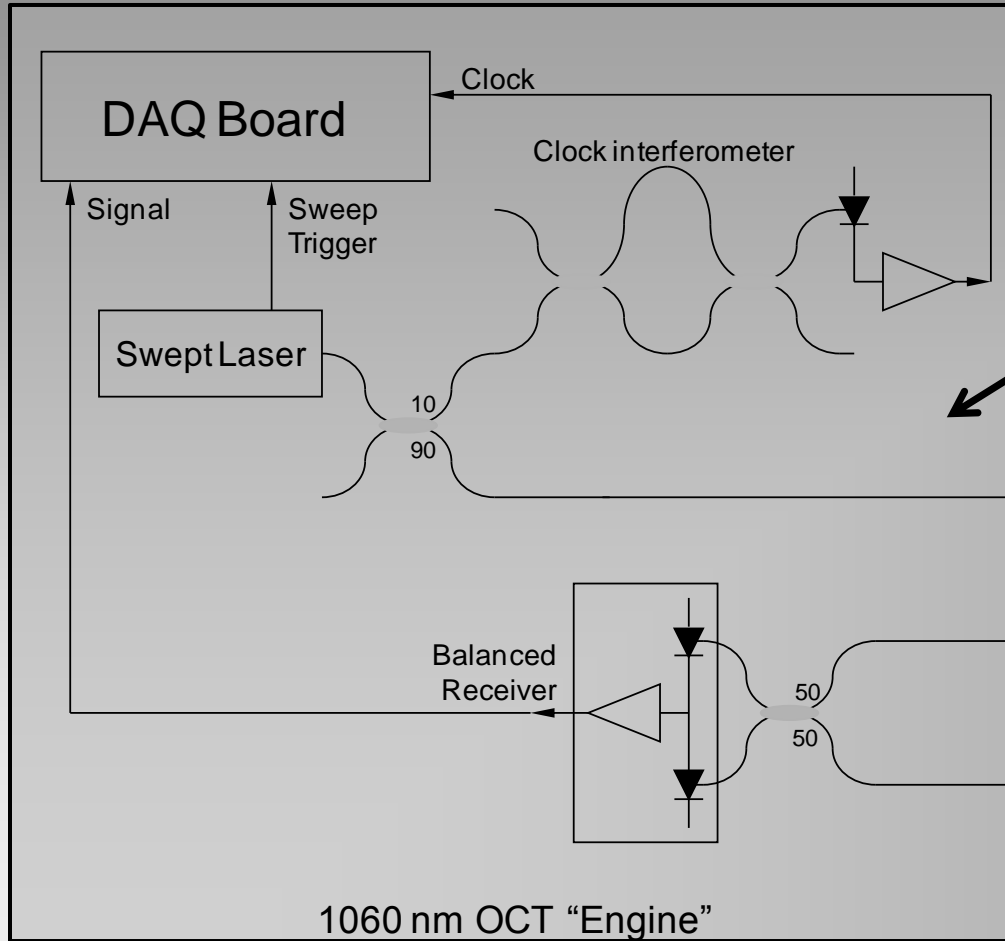 DAQ Board
Clock
Clock interferometer
Signal
Sweep
Trigger
Swept Laser
10
90
Balanced
Receiver
50
50
1060 nm OCT “Engine”